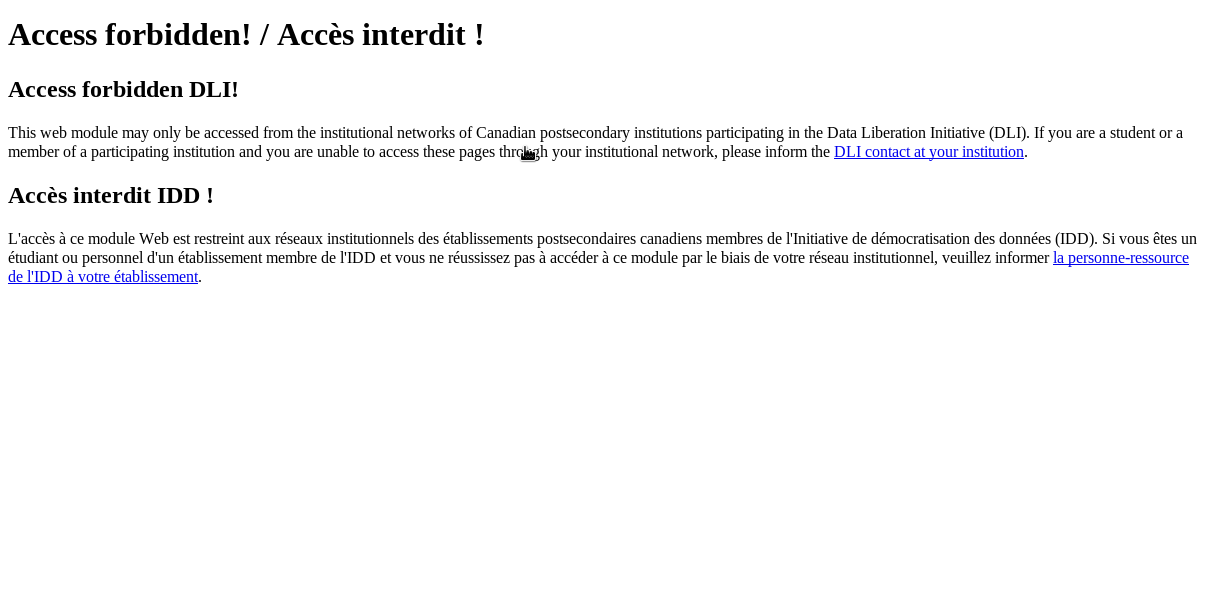 Access forbidden! / Accès interdit !
Access forbidden DLI!
This web module may only be accessed from the institutional networks of Canadian postsecondary institutions participating in the Data Liberation Initiative (DLI). If you are a student or a
member of a participating institution and you are unable to access these pages through your institutional network, please inform the DLI contact at your institution.
Accès interdit IDD !
L'accès à ce module Web est restreint aux réseaux institutionnels des établissements postsecondaires canadiens membres de l'Initiative de démocratisation des données (IDD). Si vous êtes un
étudiant ou personnel d'un établissement membre de l'IDD et vous ne réussissez pas à accéder à ce module par le biais de votre réseau institutionnel, veuillez informer la personne-ressource
de l'IDD à votre établissement.